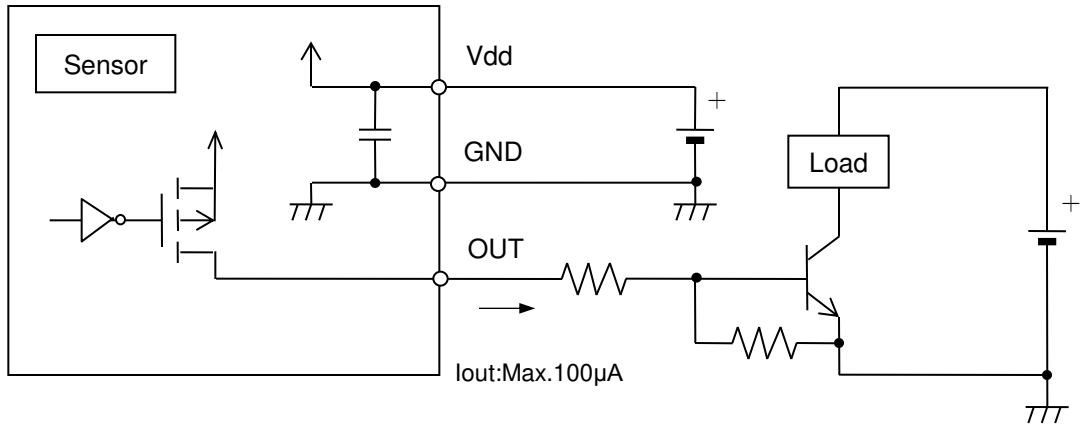 Sensor
Vdd
+
GND
Load
+
OUT
Iout:Max.100µA